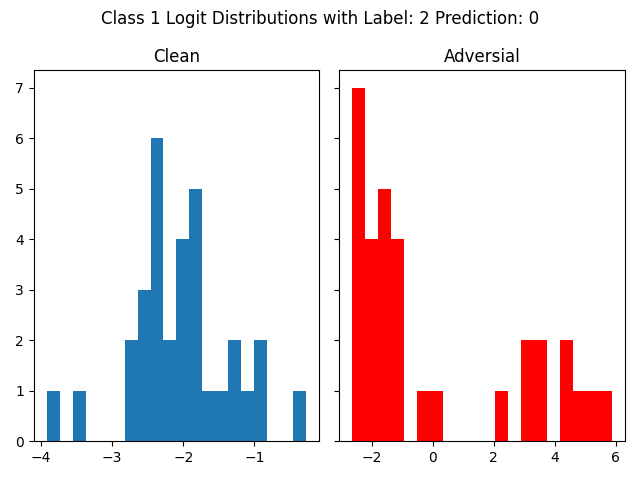 Class 1 Logit Distributions with Label: 2 Prediction: 0
Clean
Adversial
7
6
5
4
3
2
1
0
−4 −3 −2 −1
−2 0 2 4 6